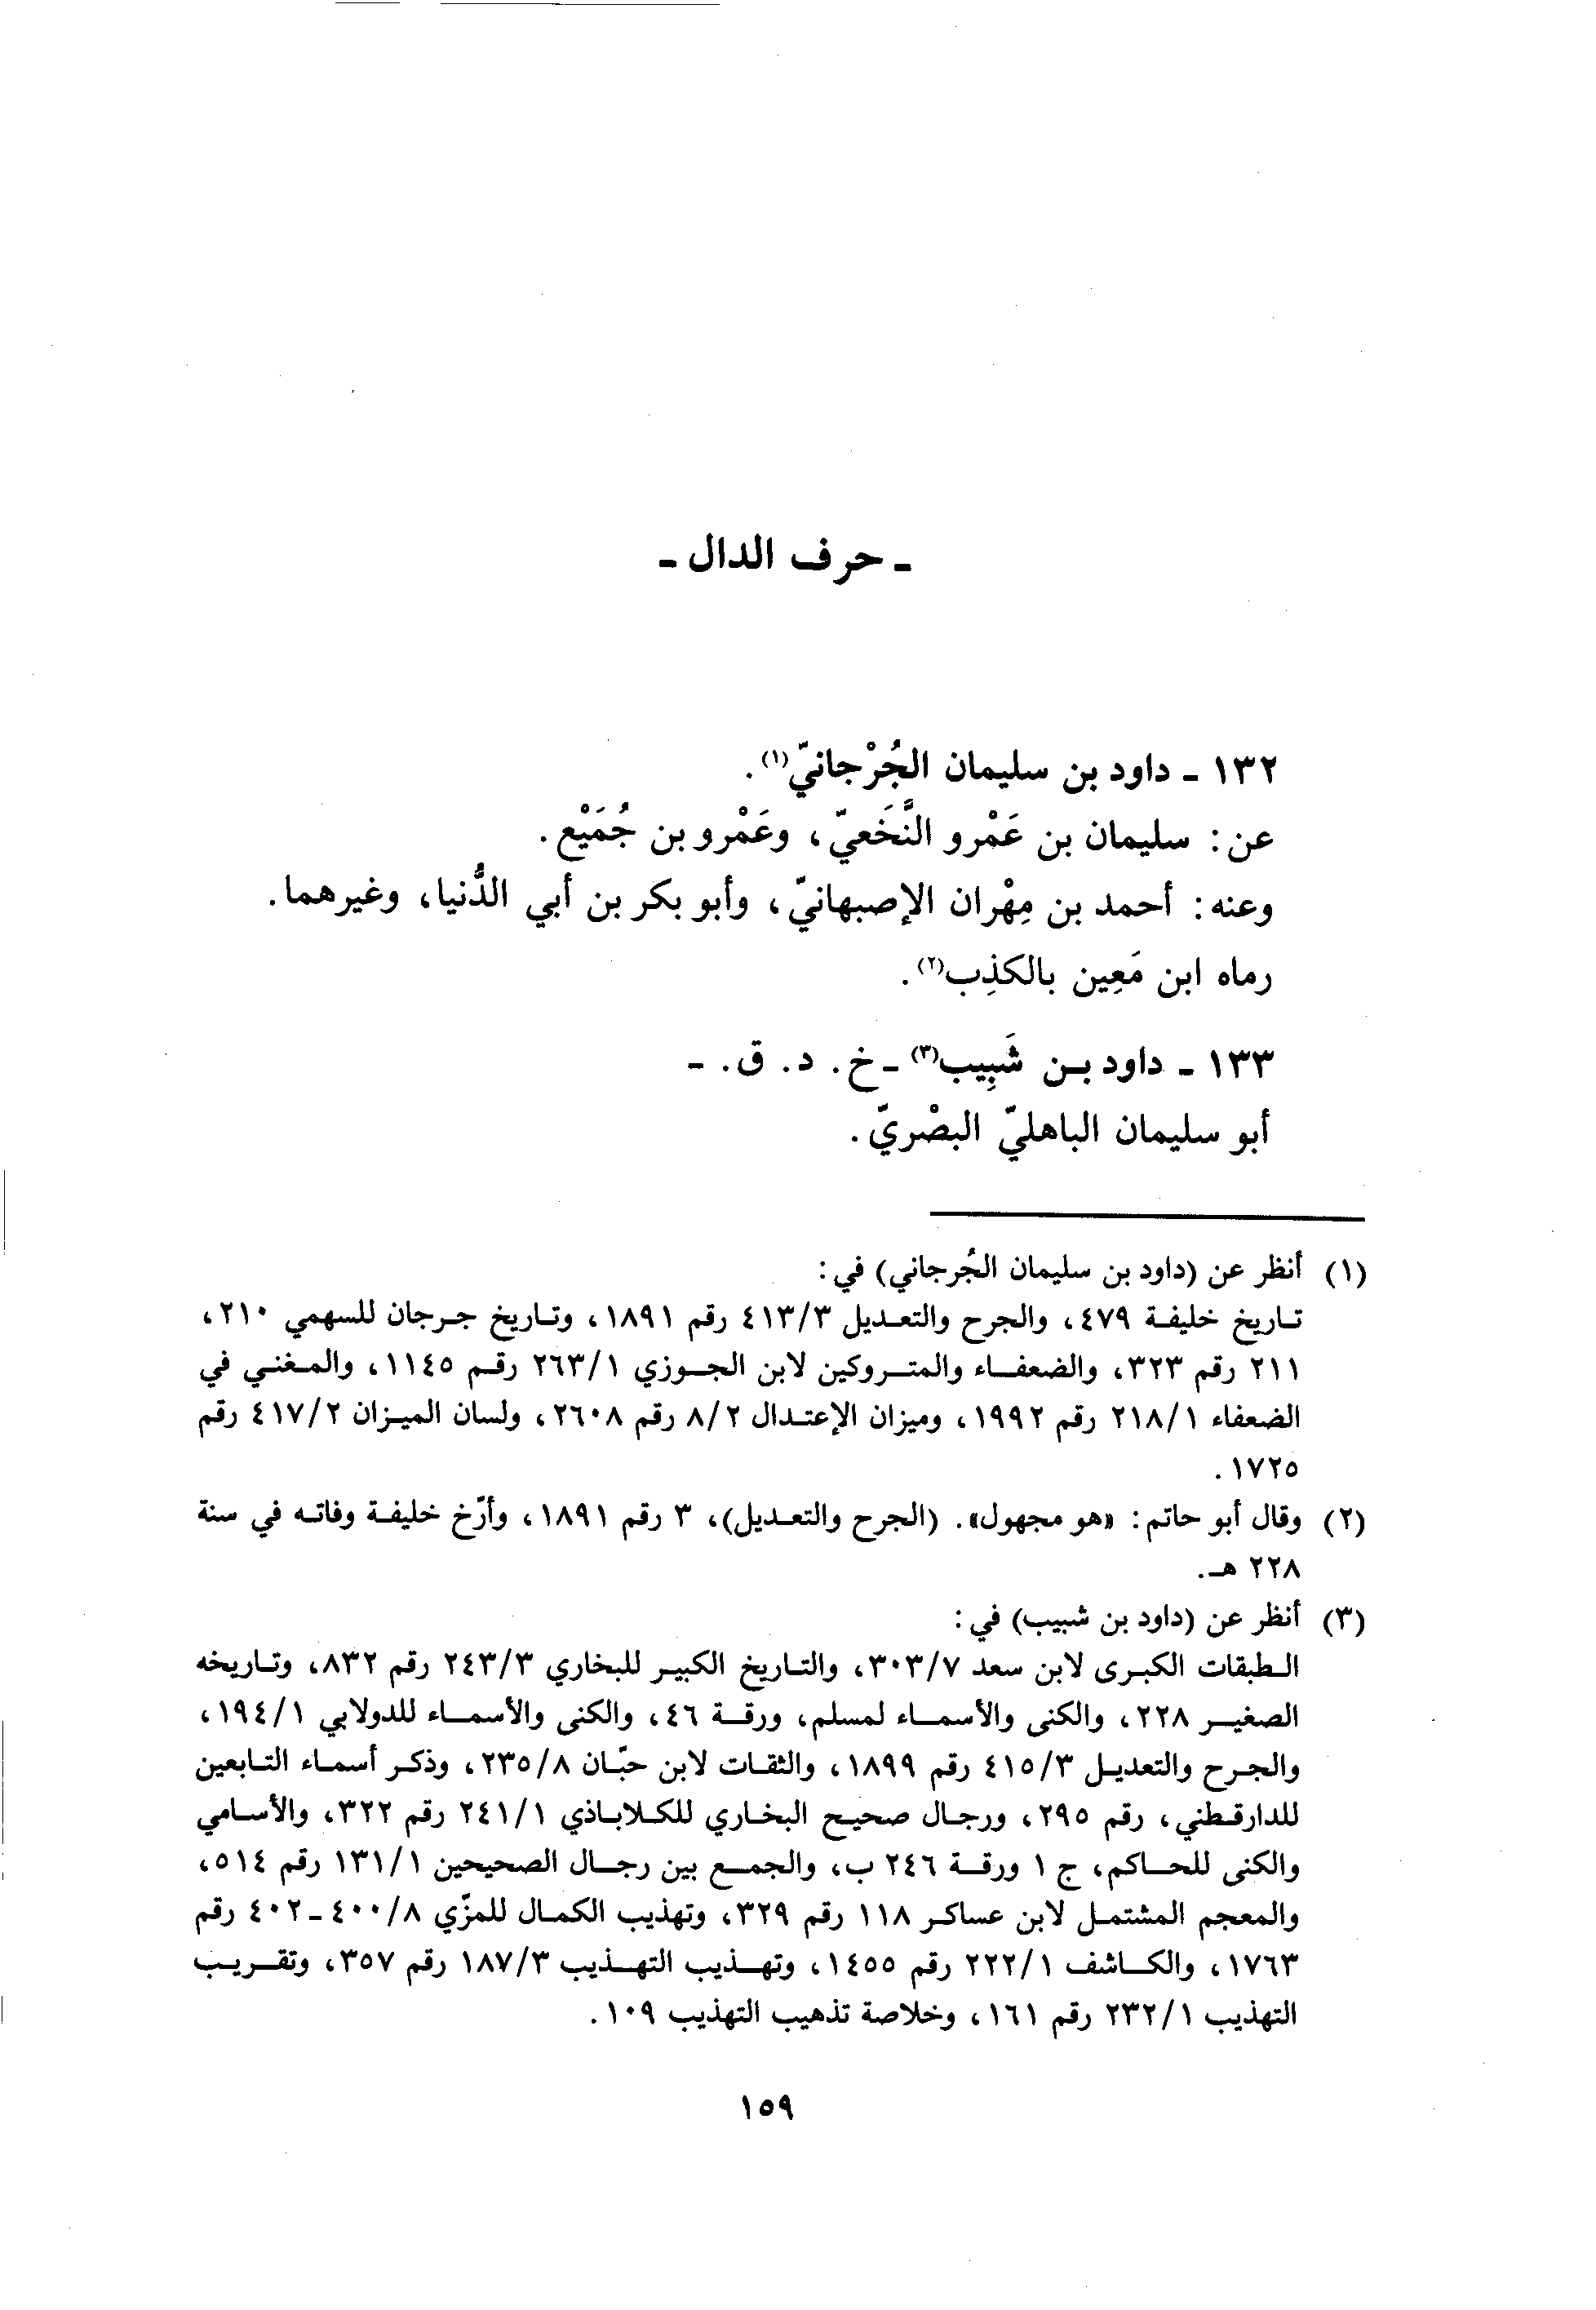 ـ حرف الدال ـ
١٣٢ ـ داود بن سليمان الجُرْجانيّ(١).
عن: سليمان بن عَمْرو النَّخَعيّ، وعَمْرو بن جُمَيْع.
وعنه: أحمد بن مِهْران الإصبهانيّ، وأبو بكر بن أبي الدُّنيا، وغيرهما.
رماه ابن مَعِين بالكذِب(٢).
١٣٣ ـ داود بن شَبِيب(٣) ـ خ. د. ق. ـ
أبو سليمان الباهليّ البصْريّ.
(١) أنظر عن (داود بن سليمان الجُرجاني) في:
تاريخ خليفة ٤٧٩، والجرح والتعديل ٤١٣/٣ رقم ١٨٩١، وتاريخ جرجان للسهمي ٢١٠،
٢١١ رقم ٣٢٣، والضعفاء والمتروكين لابن الجوزي ٢٦٣/١ رقم ١١٤٥، والمغني في
الضعفاء ٢١٨/١ رقم ١٩٩٢، وميزان الإعتدال ٨/٢ رقم ٢٦٠٨، ولسان الميزان ٤١٧/٢ رقم
١٧٢٥.
(٢) وقال أبو حاتم: «هو مجهول». (الجرح والتعديل)، ٣ رقم ١٨٩١، وأرّخ خليفة وفاته في سنة
٢٢٨ هـ.
(٣) أنظر عن (داود بن شبيب) في:
الطبقات الكبرى لابن سعد ٣٠٣/٧، والتاريخ الكبير للبخاري ٢٤٣/٣ رقم ٨٣٢، وتاريخه
الصغير ٢٢٨، والكنى والأسماء لمسلم، ورقة ٤٦، والكنى والأسماء للدولابي ١٩٤/١،
والجرح والتعديل ٤١٥/٣ رقم ١٨٩٩، والثقات لابن حبّان ٢٣٥/٨، وذكر أسماء التابعين
للدارقطني، رقم ٢٩٥، ورجال صحيح البخاري للكلاباذي ٢٤١/١ رقم ٣٢٢، والأسامي
والكنى للحاكم، ج ١ ورقة ٢٤٦ ب، والجمع بين رجال الصحيحين ١٣١/١ رقم ٥١٤،
والمعجم المشتمل لابن عساكر ١١٨ رقم ٣٢٩، وتهذيب الكمال للمزّي ٤٠٠/٨ ـ ٤٠٢ رقم
١٧٦٣، والكاشف ٢٢٢/١ رقم ١٤٥٥، وتهذيب التهذيب ١٨٧/٣ رقم ٣٥٧، وتقريب
التهذيب ٢٣٢/١ رقم ١٦١، وخلاصة تذهيب التهذيب ١٠٩.
١٥٩